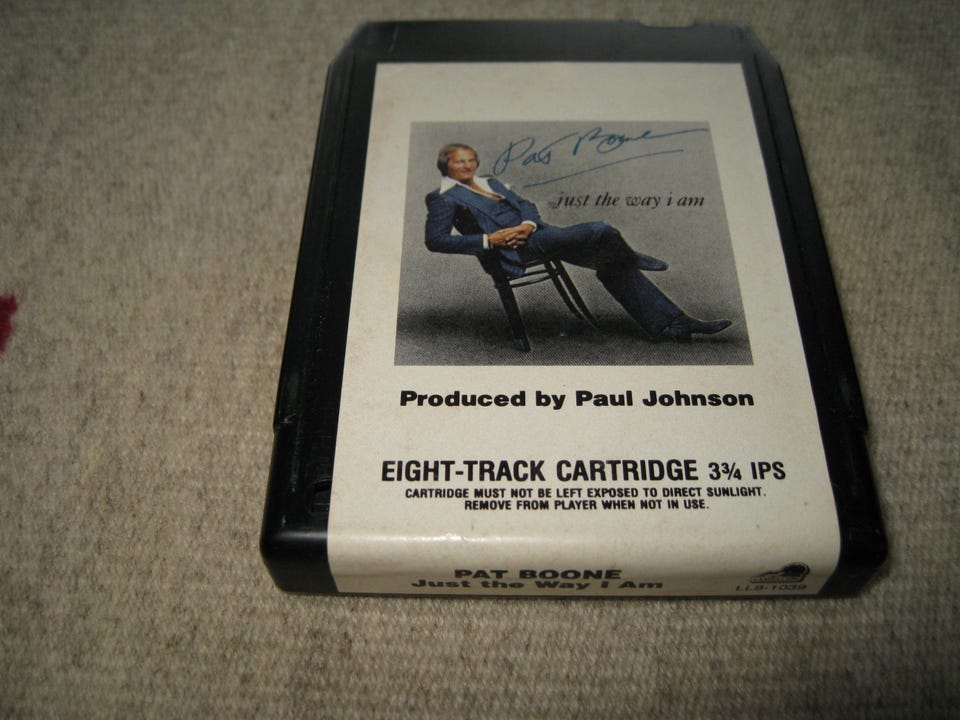 Pat Boone
just the way i am
Produced by Paul Johnson
EIGHT-TRACK CARTRIDGE 3¾ IPS
CARTRIDGE MUST NOT BE LEFT EXPOSED TO DIRECT SUNLIGHT.
REMOVE FROM PLAYER WHEN NOT IN USE.
PAT BOONE
Just the Way I Am
LL8-1039